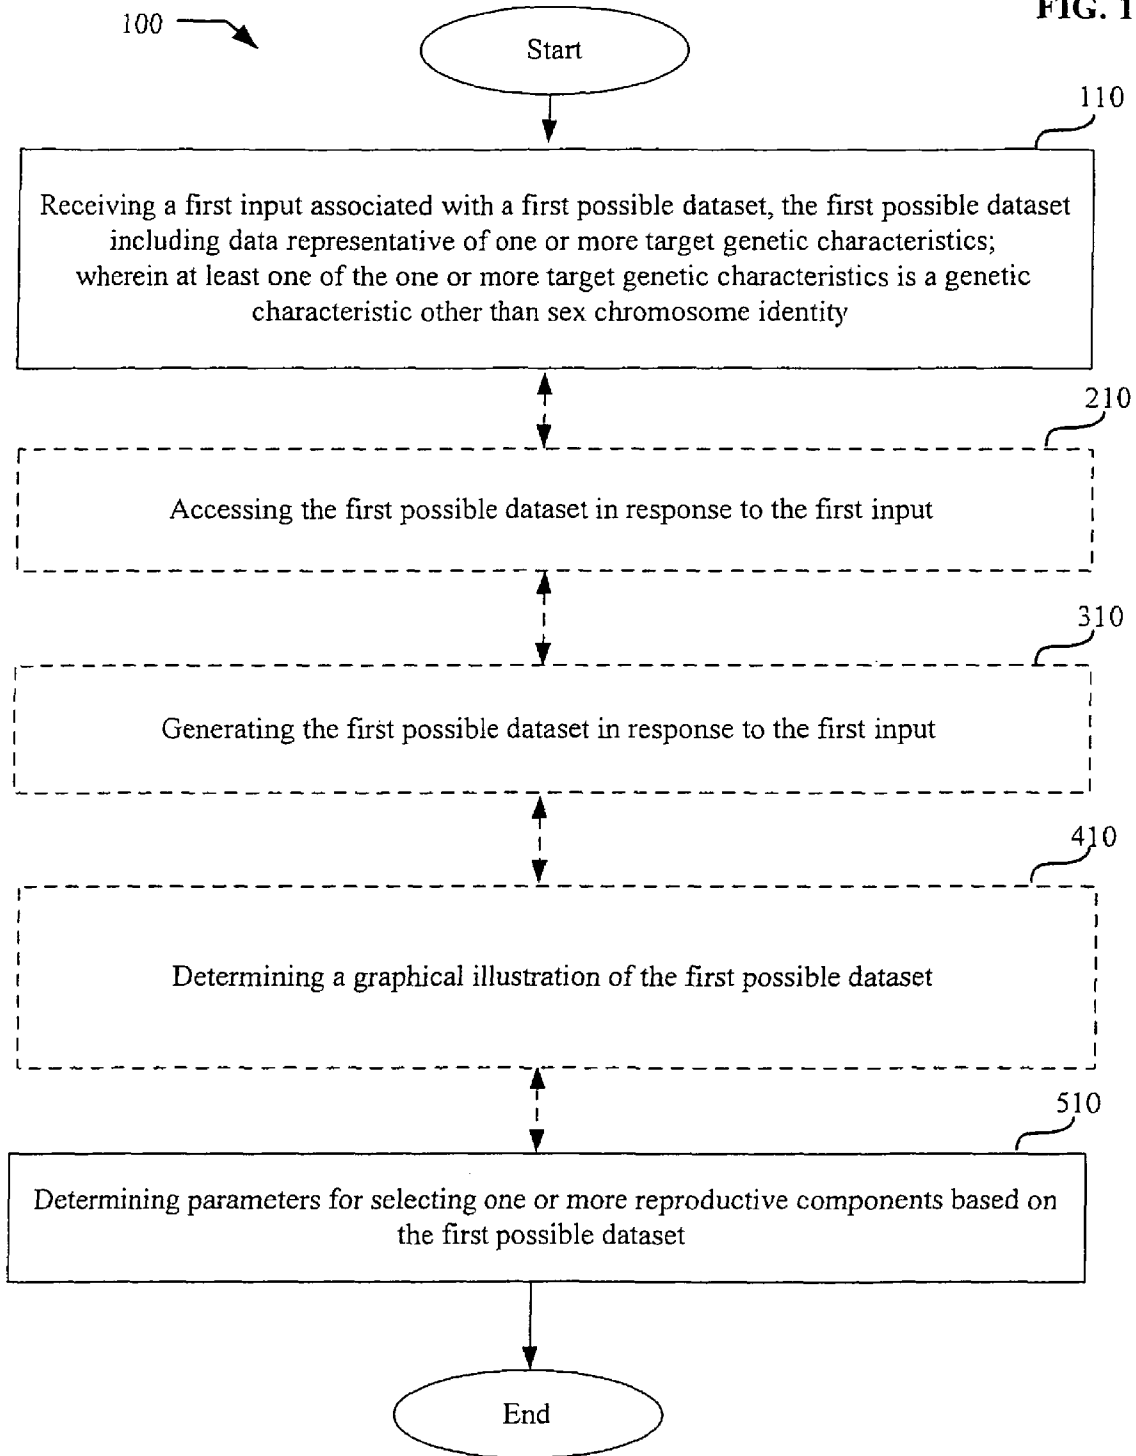 FIG. 1
100
Start
110
Receiving a first input associated with a first possible dataset, the first possible dataset
including data representative of one or more target genetic characteristics;
wherein at least one of the one or more target genetic characteristics is a genetic
characteristic other than sex chromosome identity
210
Accessing the first possible dataset in response to the first input
310
Generating the first possible dataset in response to the first input
410
Determining a graphical illustration of the first possible dataset
510
Determining parameters for selecting one or more reproductive components based on
the first possible dataset
End